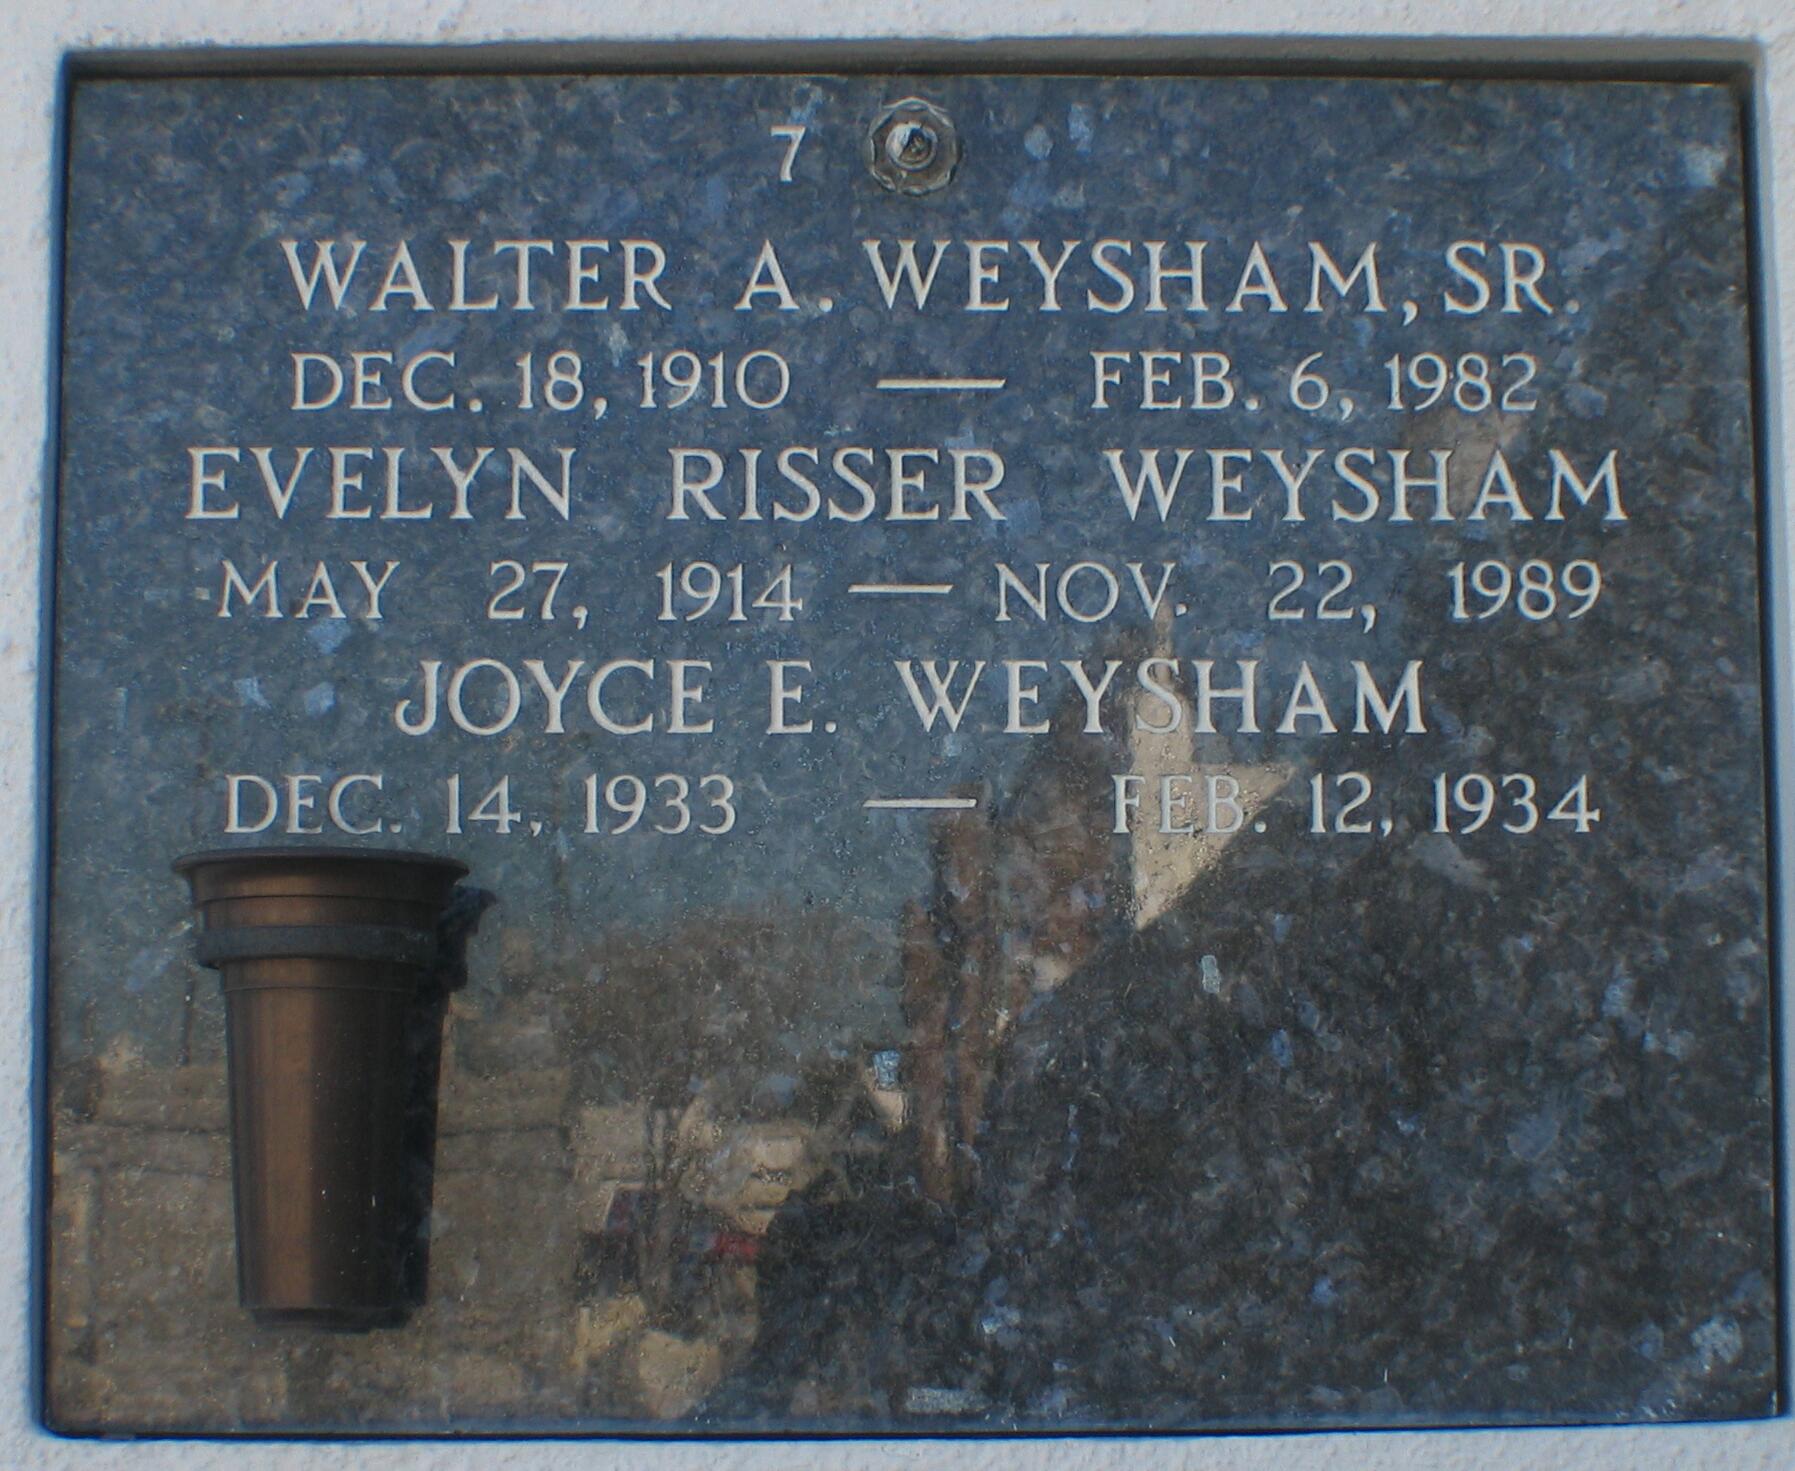 7
WALTER A. WEYSHAM, SR.
DEC. 18, 1910 — FEB. 6, 1982
EVELYN RISSER WEYSHAM
MAY 27, 1914 — NOV. 22, 1989
JOYCE E. WEYSHAM
DEC. 14, 1933 — FEB. 12, 1934